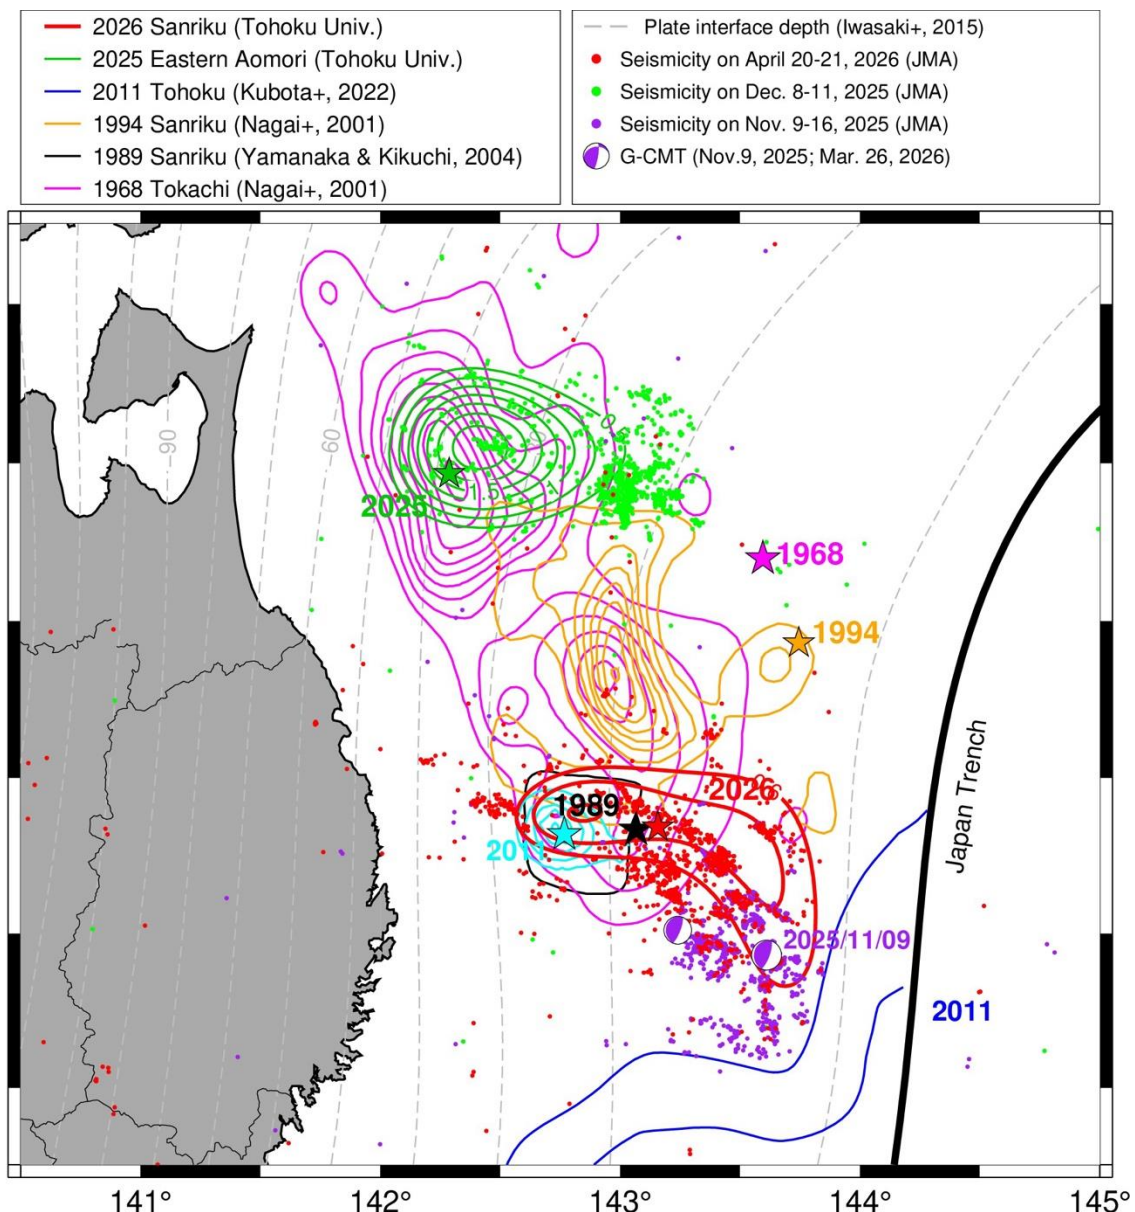 2026 Sanriku (Tohoku Univ.)
2025 Eastern Aomori (Tohoku Univ.)
2011 Tohoku (Kubota+, 2022)
1994 Sanriku (Nagai+, 2001)
1989 Sanriku (Yamanaka & Kikuchi, 2004)
1968 Tokachi (Nagai+, 2001)
Plate interface depth (Iwasaki+, 2015)
Seismicity on April 20-21, 2026 (JMA)
Seismicity on Dec. 8-11, 2025 (JMA)
Seismicity on Nov. 9-16, 2025 (JMA)
G-CMT (Nov.9, 2025; Mar. 26, 2026)
90
60
1.5
2025
1968
1994
2026
1989
2011
2025/11/09
2011
Japan Trench
141°
142°
143°
144°
145°